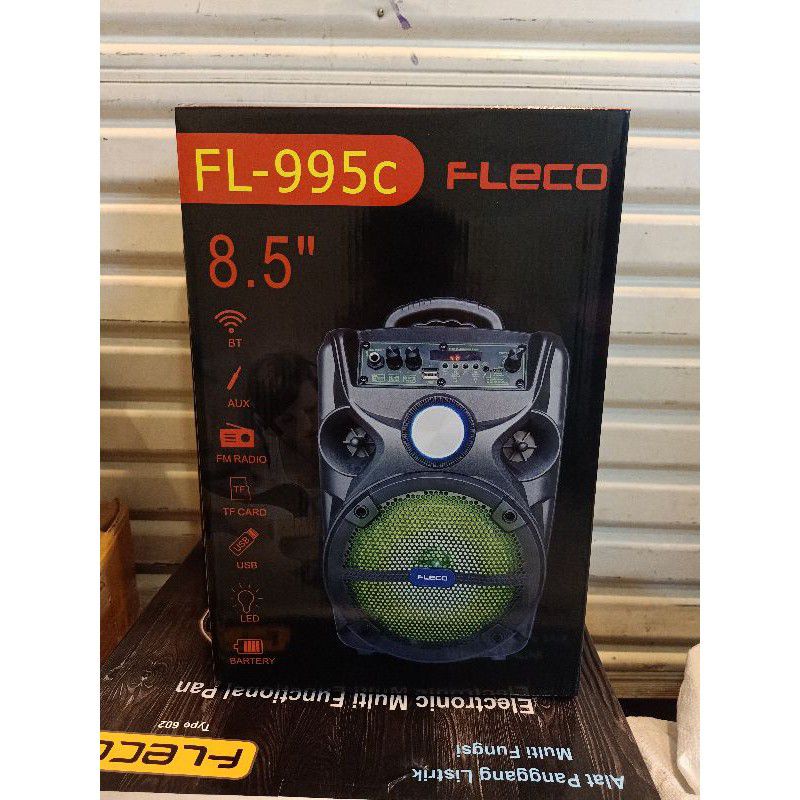 FL-995c FLECO
8.5"
BT
AUX
FM RADIO
TF
TF CARD
USB
USB
LED
BARTERY
FLECO
Electronic Multi Functional Pan
Type 602
FLECO
Alat Panggang Listrik
Multi Fungsi